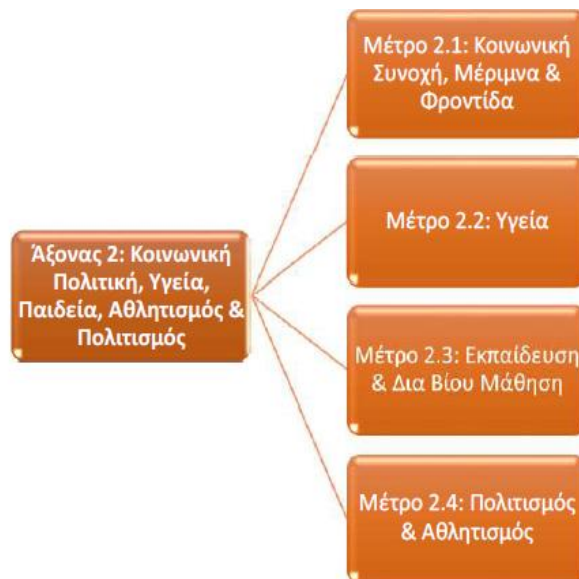 Μέτρο 2.1: Κοινωνική
Συνοχή, Μέριμνα &
Φροντίδα
Μέτρο 2.2: Υγεία
Άξονας 2: Κοινωνική
Πολιτική, Υγεία,
Παιδεία, Αθλητισμός &
Πολιτισμός
Μέτρο 2.3: Εκπαίδευση
& Δια Βίου Μάθηση
Μέτρο 2.4: Πολιτισμός
& Αθλητισμός